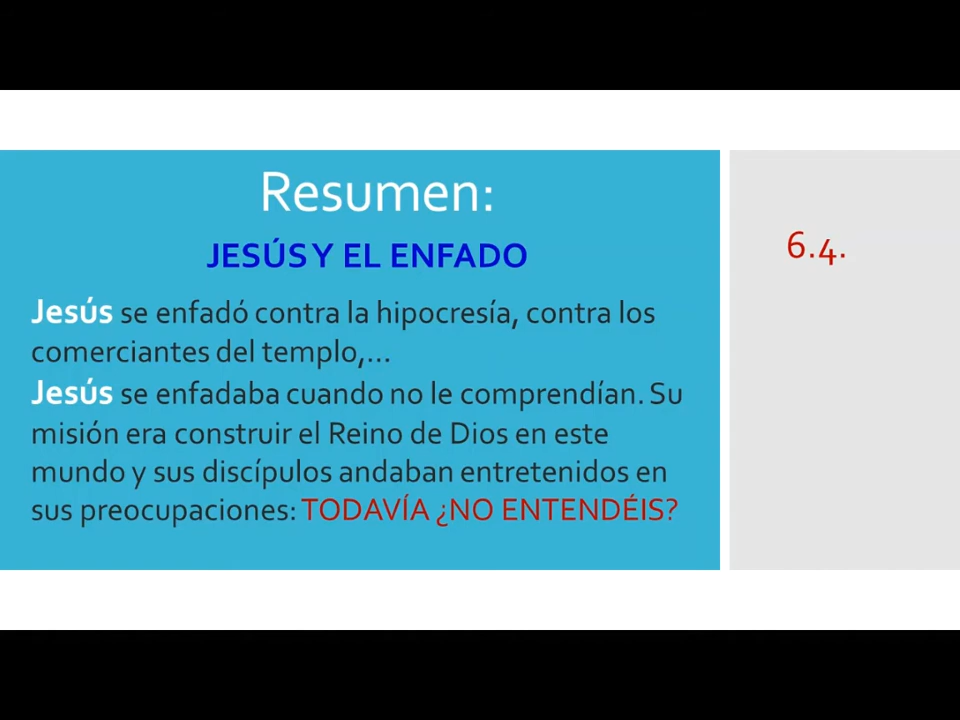 Resumen:
JESÚS Y EL ENFADO
Jesús se enfadó contra la hipocresía, contra los
comerciantes del templo,...
Jesús se enfadaba cuando no le comprendían. Su
misión era construir el Reino de Dios en este
mundo y sus discípulos andaban entretenidos en
sus preocupaciones: TODAVÍA ¿NO ENTENDÉIS?
6.4.